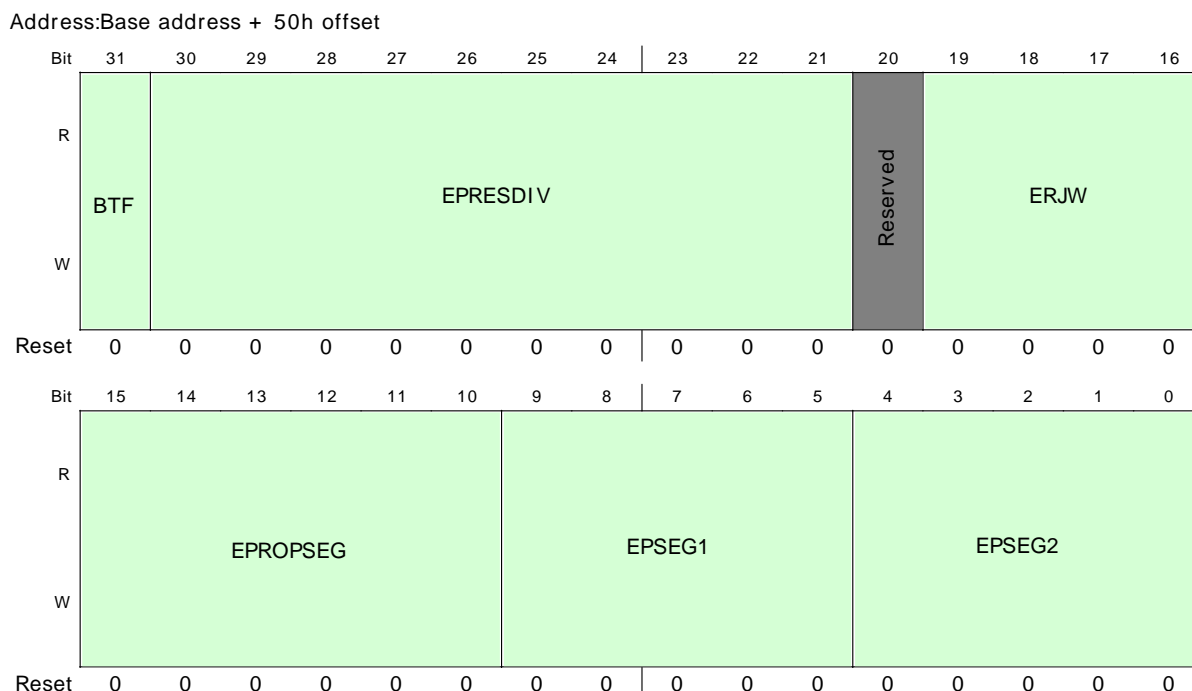 Address:Base address + 50h offset
Bit 31 30 29 28 27 26 25 24 23 22 21 20 19 18 17 16
R
BTF EPRESDIV Reserved ERJW
W
Reset 0 0 0 0 0 0 0 0 0 0 0 0 0 0 0 0
Bit 15 14 13 12 11 10 9 8 7 6 5 4 3 2 1 0
R
EPROPSEG EPSEG1 EPSEG2
W
Reset 0 0 0 0 0 0 0 0 0 0 0 0 0 0 0 0